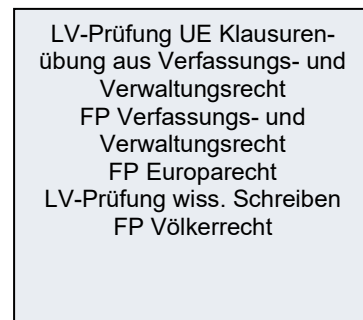 LV-Prüfung UE Klausuren-
übung aus Verfassungs- und
Verwaltungsrecht
FP Verfassungs- und
Verwaltungsrecht
FP Europarecht
LV-Prüfung wiss. Schreiben
FP Völkerrecht